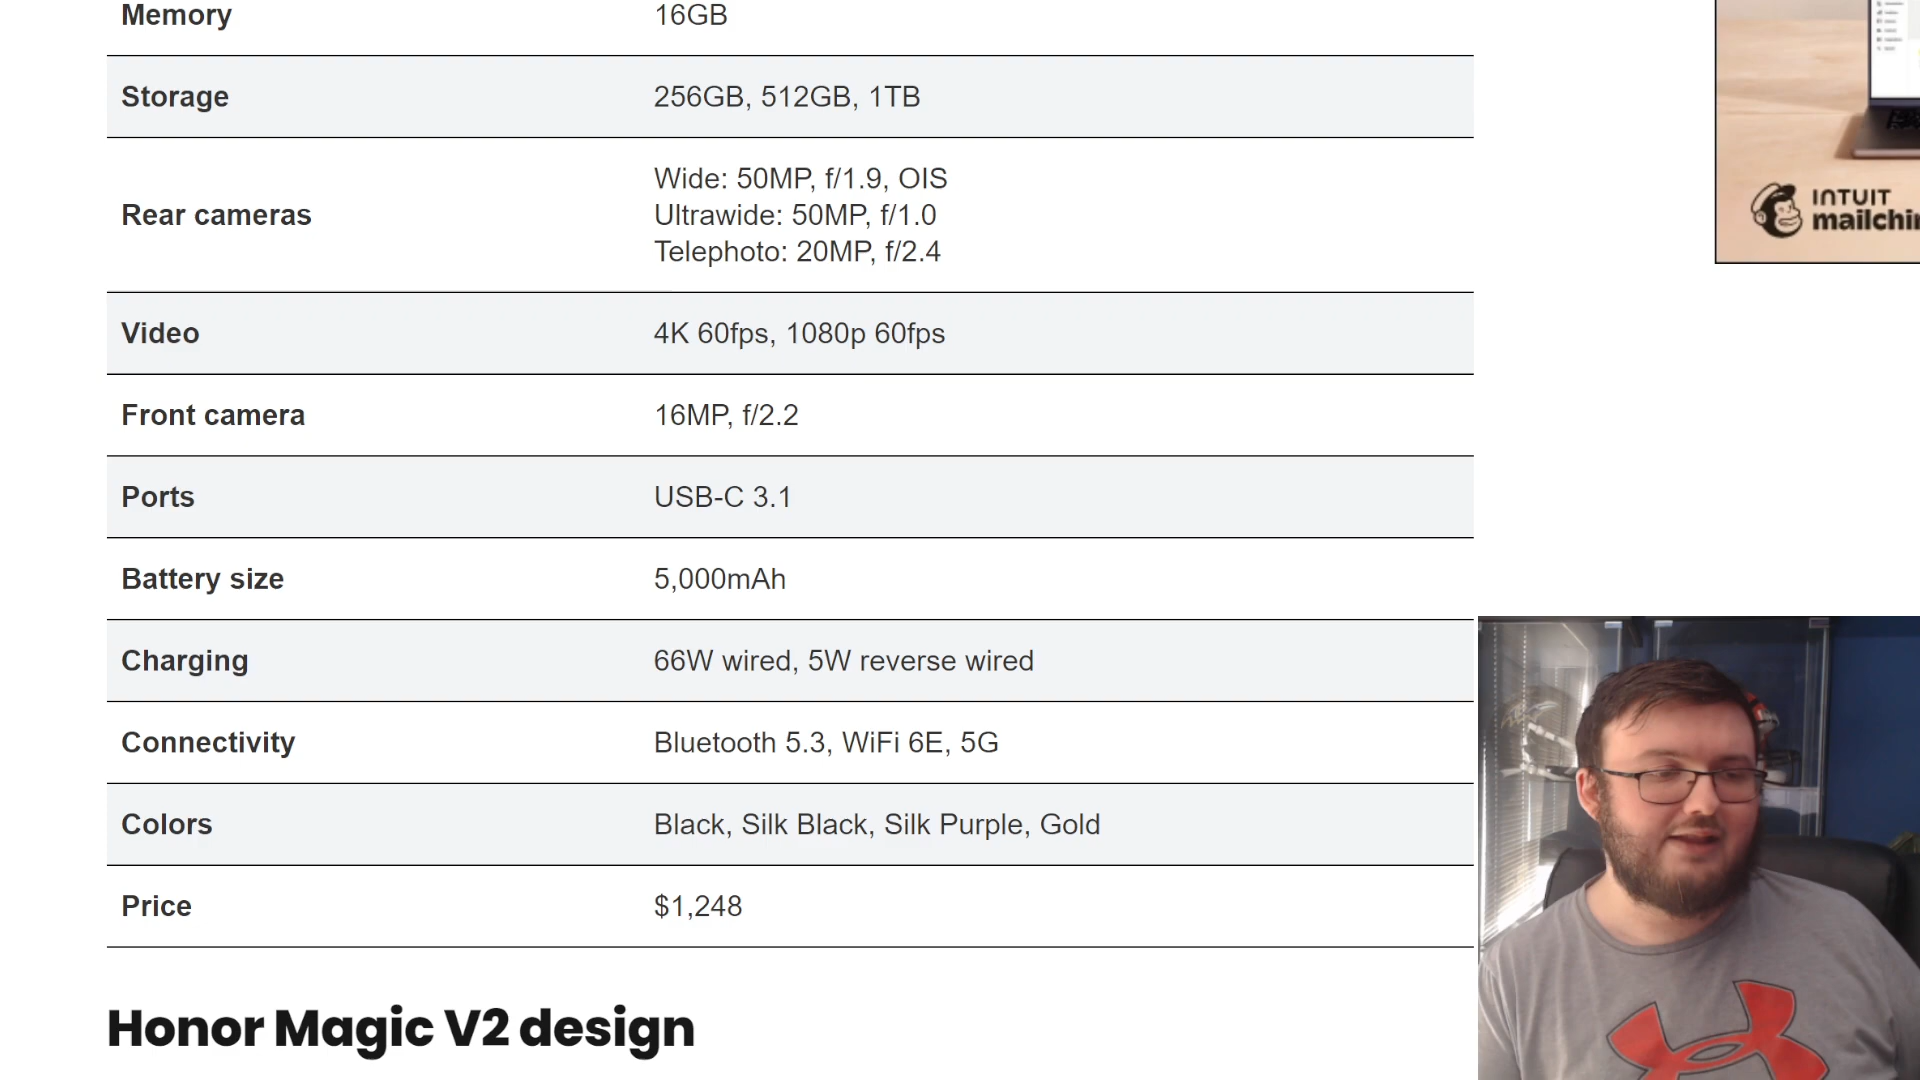 Memory 16GB
Storage 256GB, 512GB, 1TB
Rear cameras
Wide: 50MP, f/1.9, OIS
Ultrawide: 50MP, f/1.0
Telephoto: 20MP, f/2.4
Video 4K 60fps, 1080p 60fps
Front camera 16MP, f/2.2
Ports USB-C 3.1
Battery size 5,000mAh
Charging 66W wired, 5W reverse wired
Connectivity Bluetooth 5.3, WiFi 6E, 5G
Colors Black, Silk Black, Silk Purple, Gold
Price $1,248
Honor Magic V2 design
INTUIT